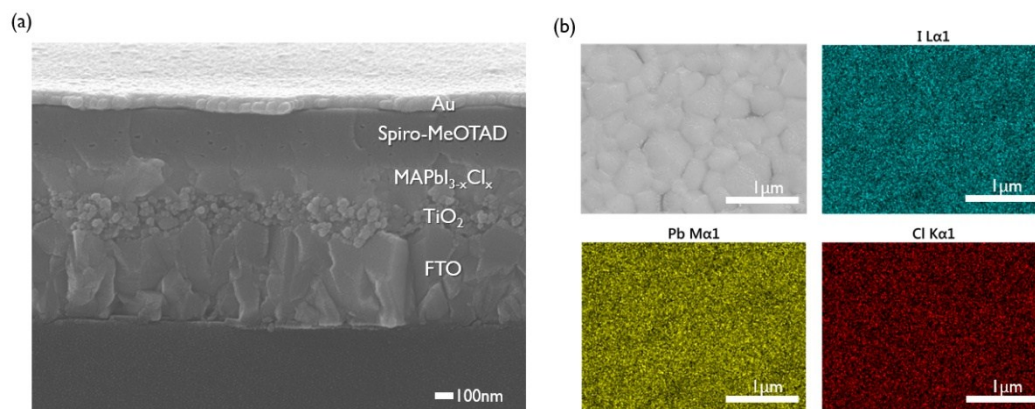 (a)
Au
Spiro-MeOTAD
MAPbI₃₋ₓClₓ
TiO₂
FTO
100nm
(b)
I Lα1
1μm
1μm
Pb Mα1
Cl Kα1
1μm
1μm